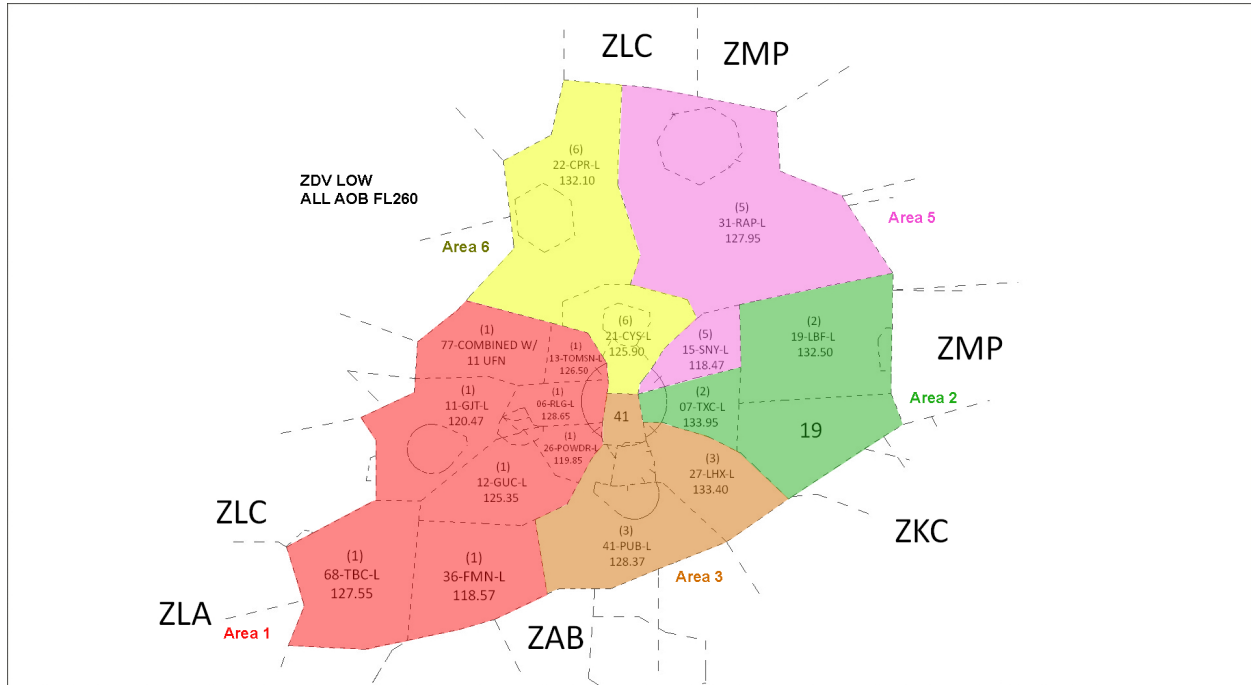 ZLC
ZMP
(6)
22-CPR-L
132.10
ZDV LOW
ALL AOB FL260
(5)
31-RAP-L
127.95
Area 5
Area 6
(6)
21-CYS-L
125.90
(5)
15-SNY-L
118.47
(2)
19-LBF-L
132.50
ZMP
(1)
77-COMBINED W/
11 UFN
(1)
13-TOMSN-L
126.50
(1)
11-GJT-L
120.47
(1)
06-RLG-L
128.65
41
(2)
07-TXC-L
133.95
Area 2
19
(1)
26-POWDR-L
119.85
(1)
12-GUC-L
125.35
(3)
27-LHX-L
133.40
ZLC
ZKC
(1)
68-TBC-L
127.55
(1)
36-FMN-L
118.57
(3)
41-PUB-L
128.37
Area 3
ZLA
Area 1
ZAB